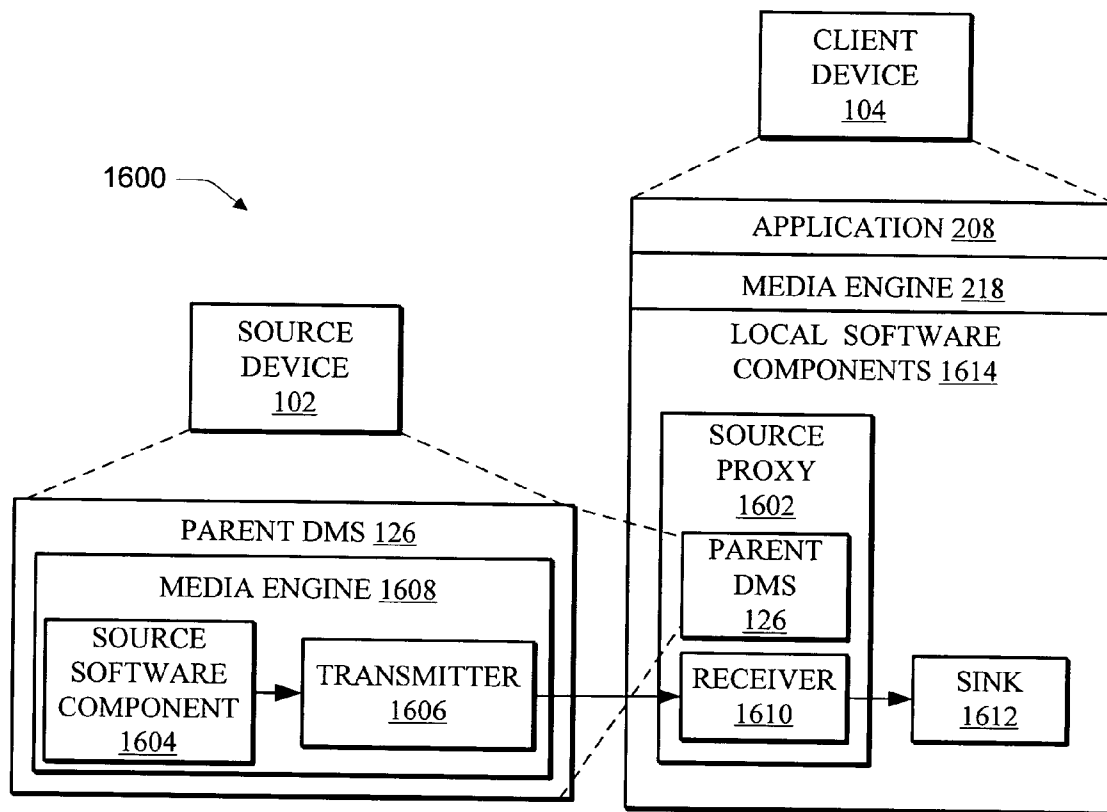 CLIENT
DEVICE
104
1600
APPLICATION 208
MEDIA ENGINE 218
LOCAL SOFTWARE
COMPONENTS 1614
SOURCE
DEVICE
102
SOURCE
PROXY
1602
PARENT DMS 126
PARENT
DMS
126
MEDIA ENGINE 1608
SOURCE
SOFTWARE
COMPONENT
1604
TRANSMITTER
1606
RECEIVER
1610
SINK
1612